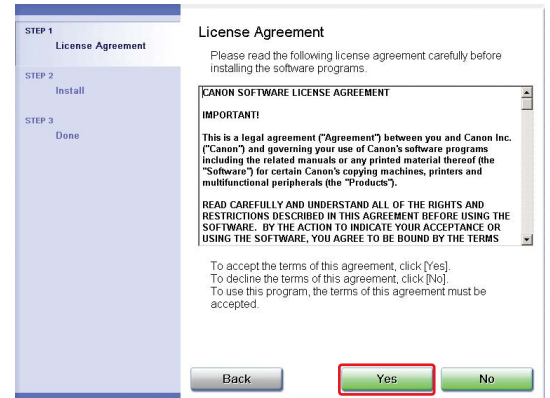 STEP 1
License Agreement
STEP 2
Install
STEP 3
Done
License Agreement
Please read the following license agreement carefully before
installing the software programs.
CANON SOFTWARE LICENSE AGREEMENT
IMPORTANT!
This is a legal agreement ("Agreement") between you and Canon Inc.
("Canon") and governing your use of Canon's software programs
including the related manuals or any printed material thereof (the
"Software") for certain Canon's copying machines, printers and
multifunctional peripherals (the "Products").
READ CAREFULLY AND UNDERSTAND ALL OF THE RIGHTS AND
RESTRICTIONS DESCRIBED IN THIS AGREEMENT BEFORE USING THE
SOFTWARE. BY THE ACTION TO INDICATE YOUR ACCEPTANCE OR
USING THE SOFTWARE, YOU AGREE TO BE BOUND BY THE TERMS
To accept the terms of this agreement, click [Yes].
To decline the terms of this agreement, click [No].
To use this program, the terms of this agreement must be
accepted.
Back
Yes
No